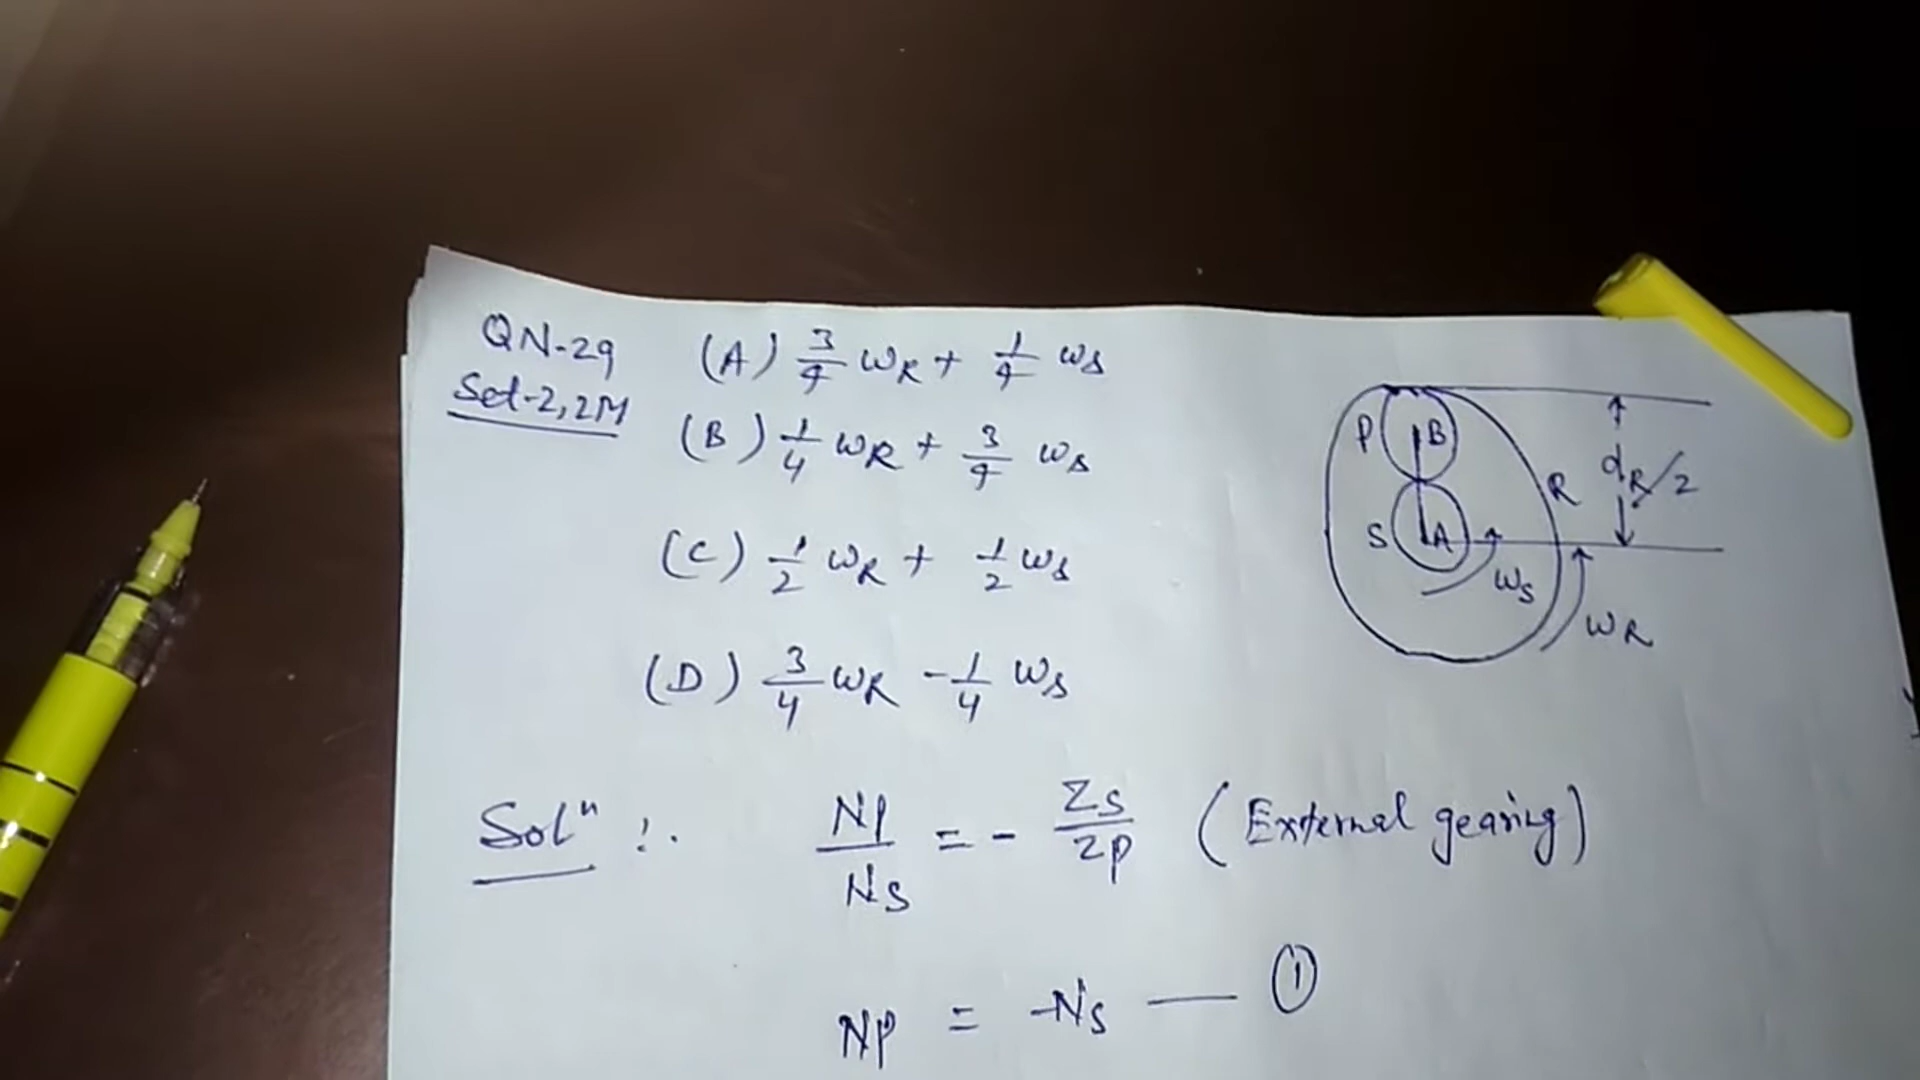 QN-29
Set-2, 2M
(A) 3/4 ωR + 1/4 ωs
(B) 1/4 ωR + 3/4 ωs
(C) 1/2 ωR + 1/2 ωs
(D) 3/4 ωR - 1/4 ωs
P B
S A
R
dR/2
ωS
ωR
Solⁿ :. NP/NS = - ZS/ZP (External gearing)
NP = -NS — ①